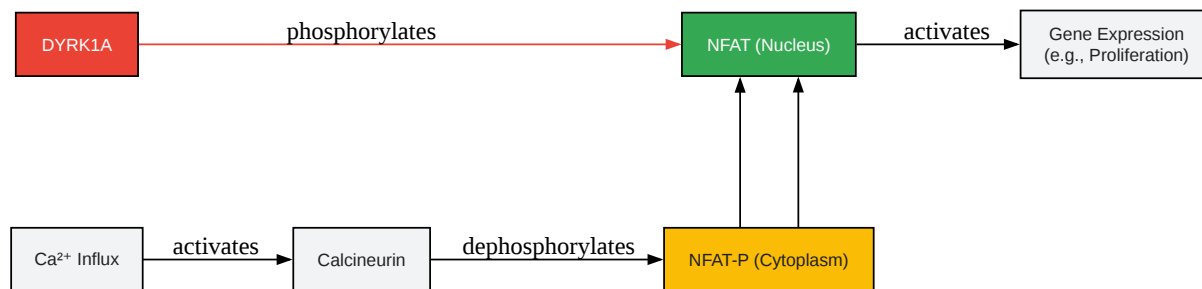 DYRK1A
phosphorylates
NFAT (Nucleus)
activates
Gene Expression
(e.g., Proliferation)
Ca²⁺ Influx
activates
Calcineurin
dephosphorylates
NFAT-P (Cytoplasm)